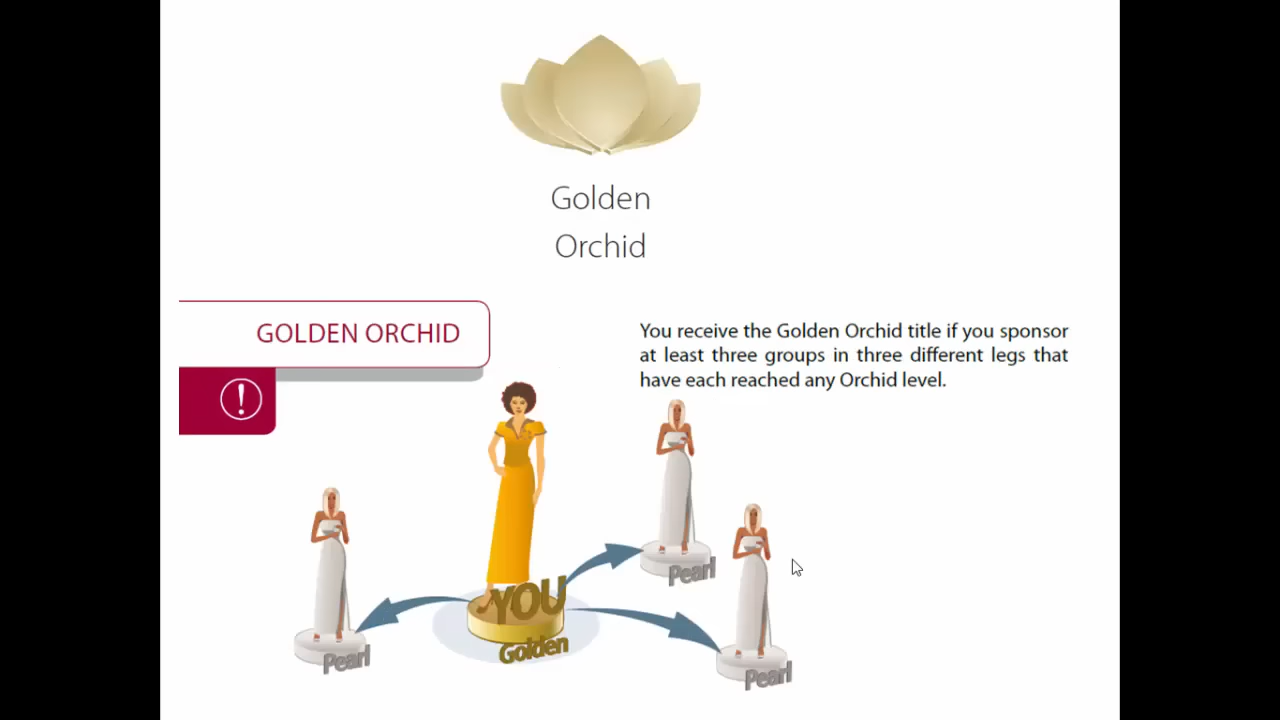 Golden
Orchid
GOLDEN ORCHID
You receive the Golden Orchid title if you sponsor
at least three groups in three different legs that
have each reached any Orchid level.
YOU
Golden
Pearl
Pearl
Pearl